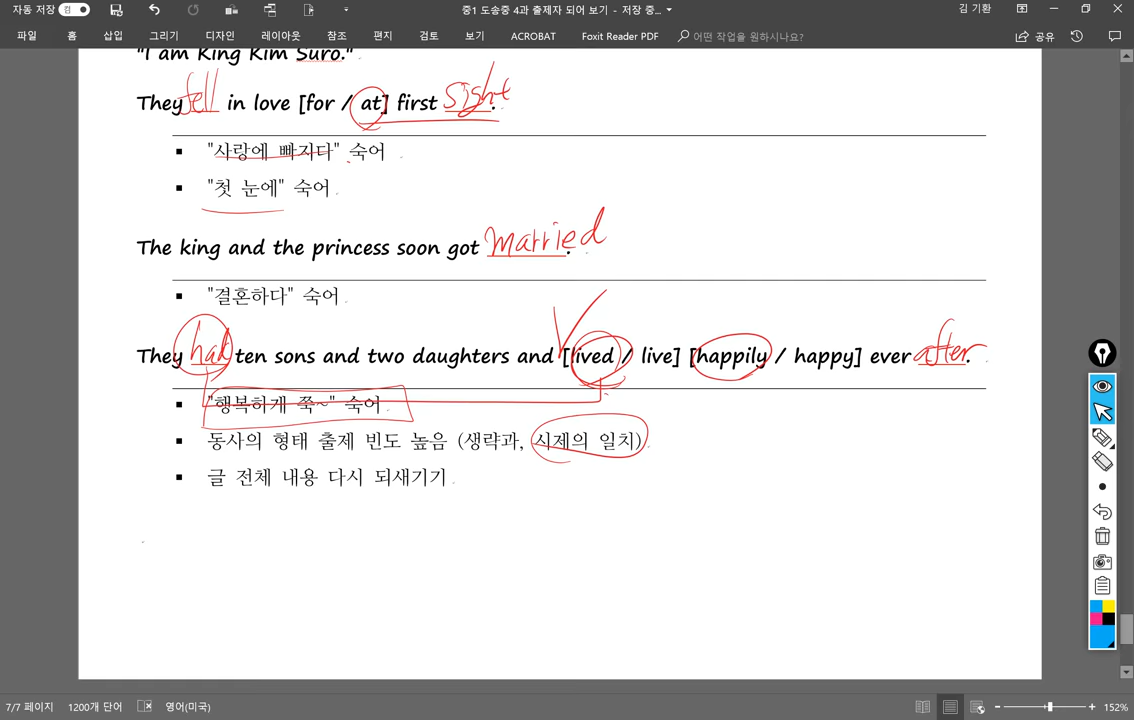 자동 저장 컴 중1 도송중 4과 출제자 되어 보기 - 저장 중... 김 기환
파일 홈 삽입 그리기 디자인 레이아웃 참조 편지 검토 보기 ACROBAT Foxit Reader PDF 어떤 작업을 원하시나요? 공유
"I am King Kim Suro."
They fell in love [for / at] first sight.
"사랑에 빠지다" 숙어
"첫 눈에" 숙어
The king and the princess soon got married.
"결혼하다" 숙어
They had ten sons and two daughters and [lived / live] [happily / happy] ever after.
"행복하게 쭉~" 숙어
동사의 형태 출제 빈도 높음 (생략과, 시제의 일치)
글 전체 내용 다시 되새기기
7/7 페이지 1200개 단어 영어(미국) 152%